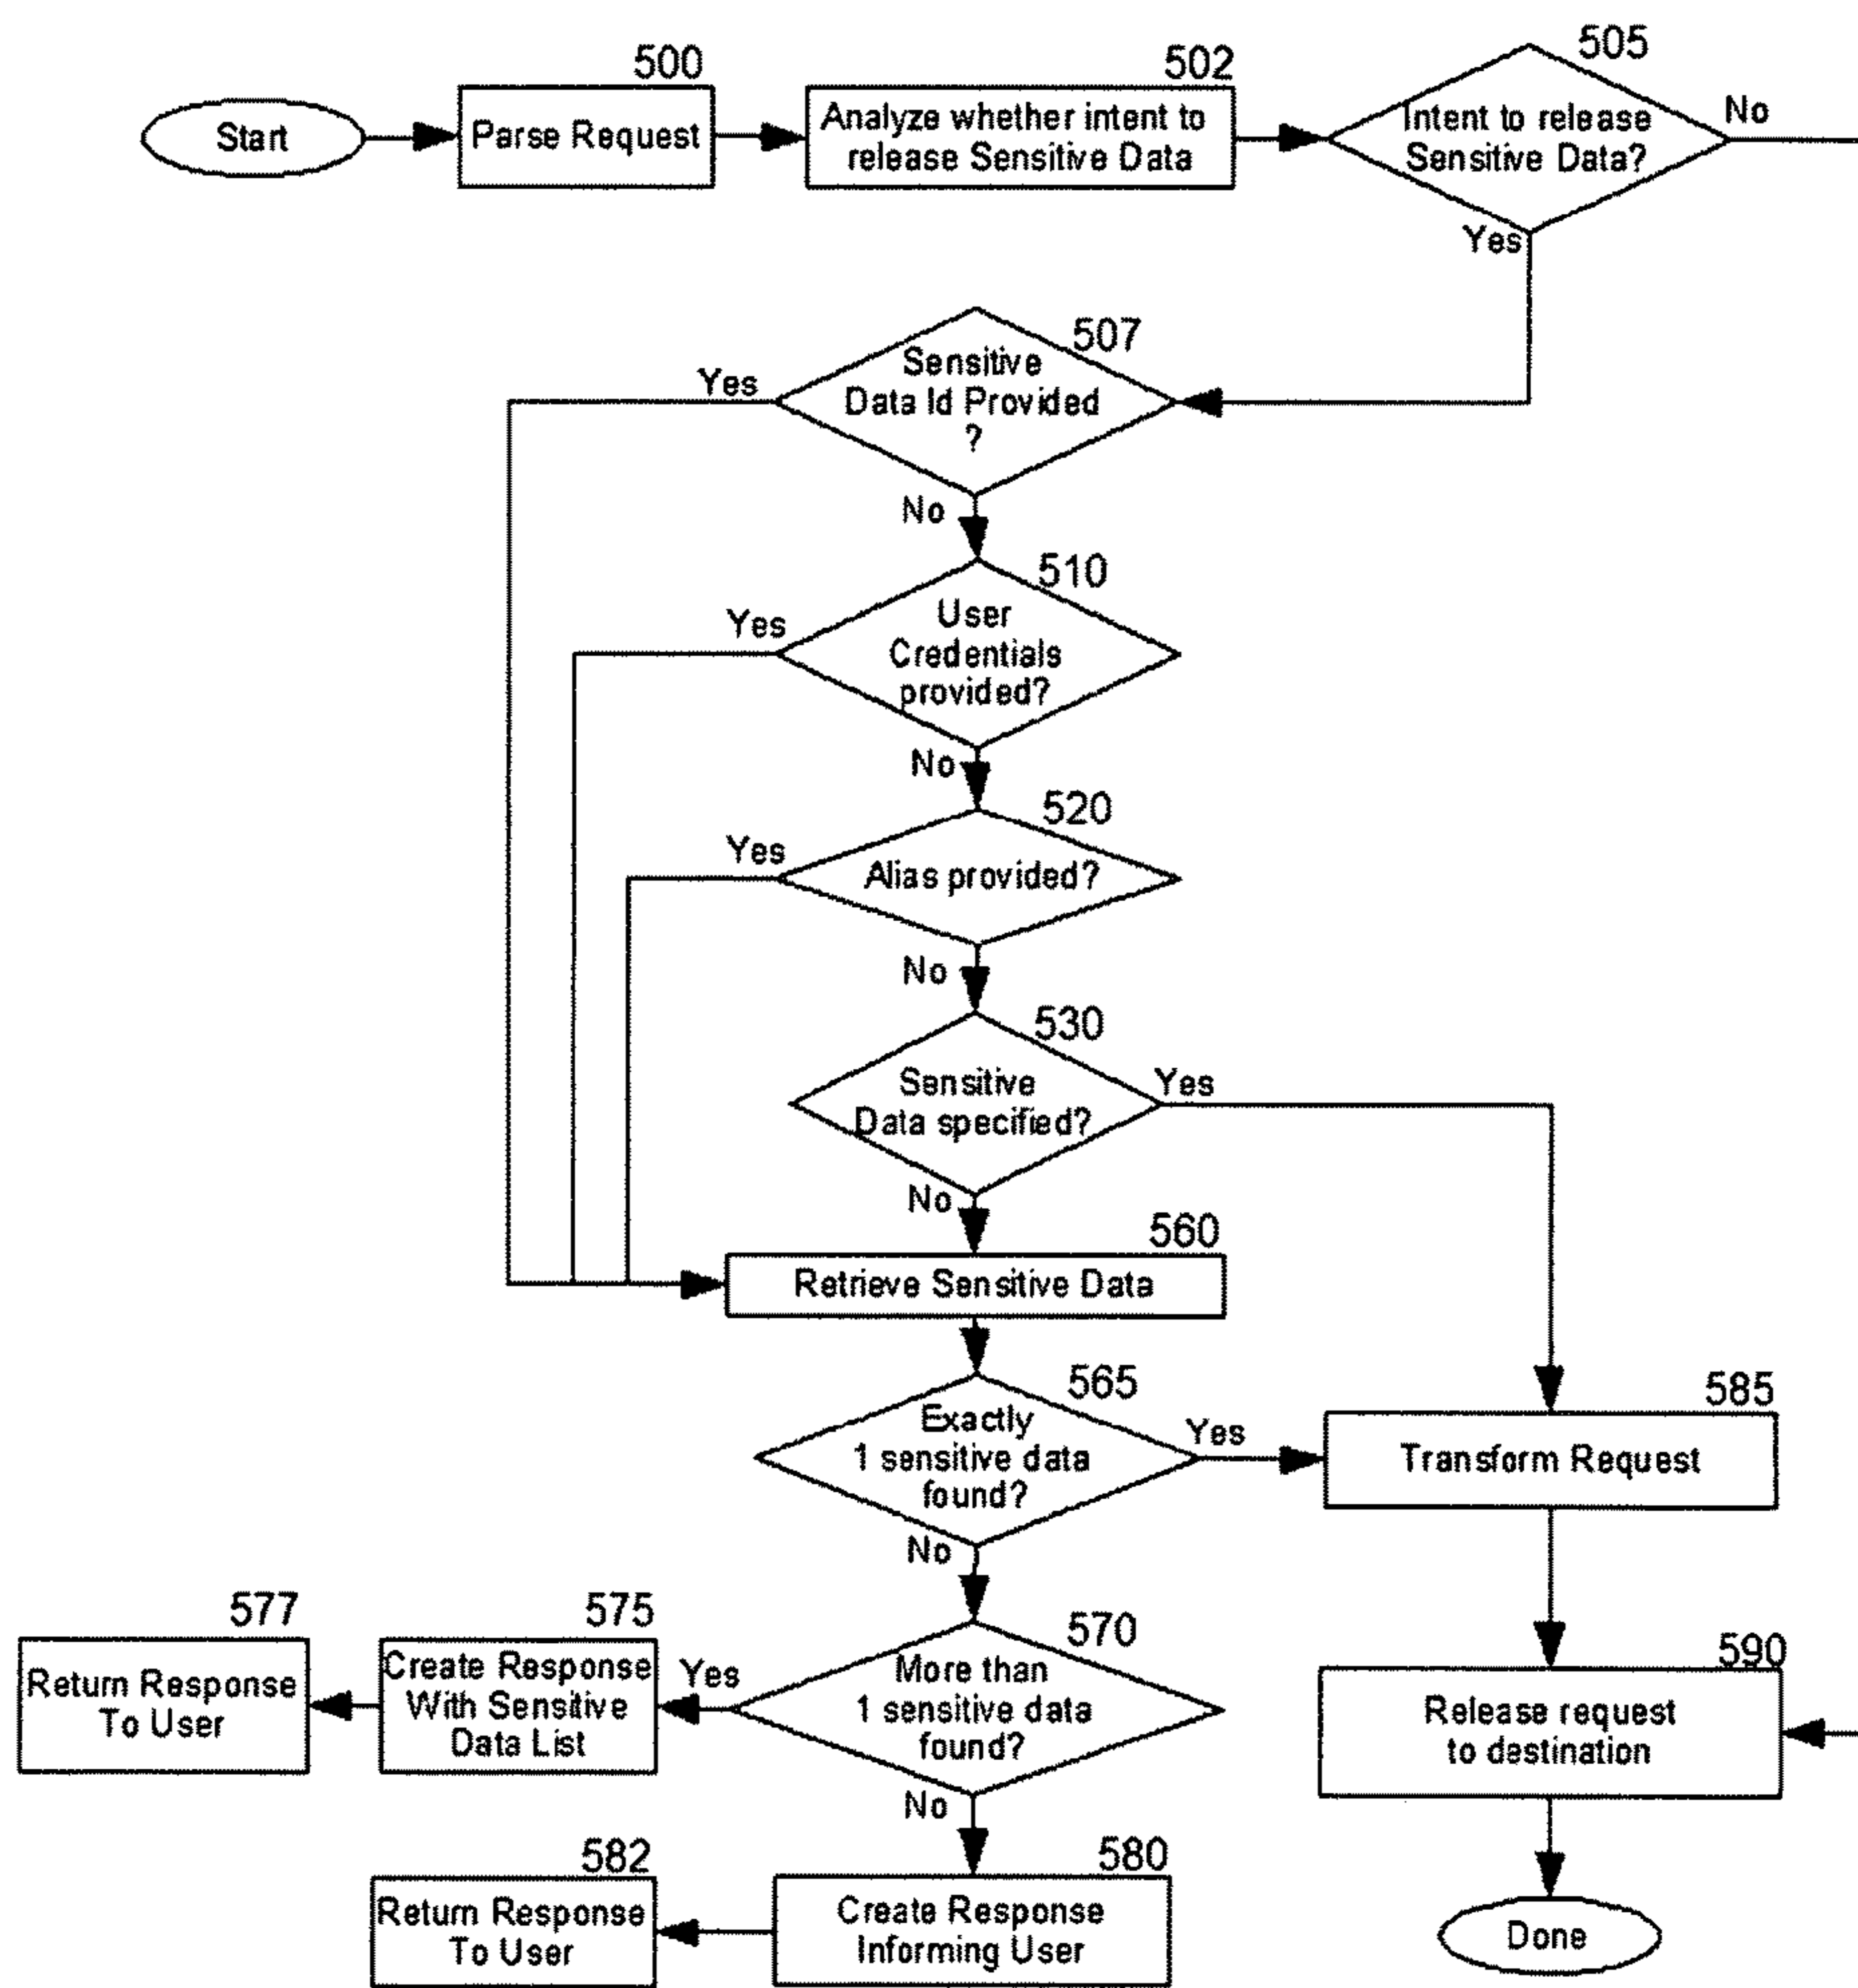 500
502
505
Start
Parse Request
Analyze whether intent to
release Sensitive Data
Intent to release
Sensitive Data?
No
Yes
507
Sensitive
Data Id Provided
?
Yes
No
510
User
Credentials
provided?
Yes
No
520
Alias provided?
Yes
No
530
Sensitive
Data specified?
Yes
No
560
Retrieve Sensitive Data
565
Exactly
1 sensitive data
found?
Yes
No
585
Transform Request
577
Return Response
To User
575
Create Response
With Sensitive
Data List
Yes
570
More than
1 sensitive data
found?
No
590
Release request
to destination
582
Return Response
To User
580
Create Response
Informing User
Done